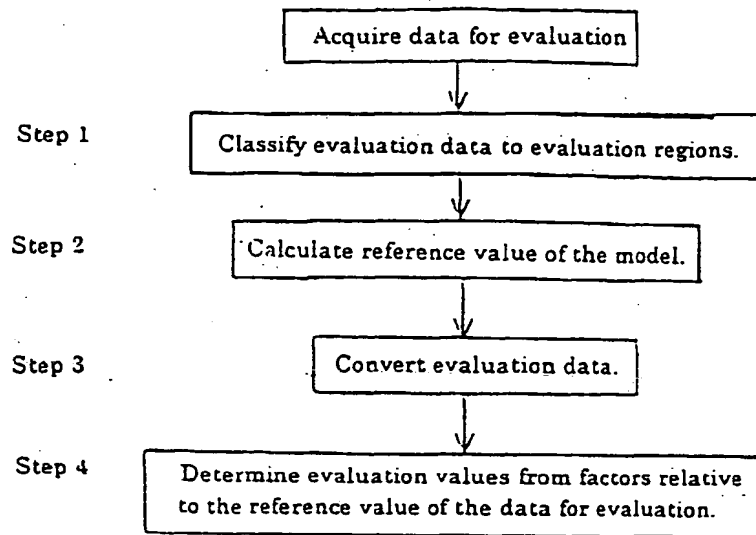 Acquire data for evaluation
Step 1
Classify evaluation data to evaluation regions.
Step 2
Calculate reference value of the model.
Step 3
Convert evaluation data.
Step 4
Determine evaluation values from factors relative
to the reference value of the data for evaluation.